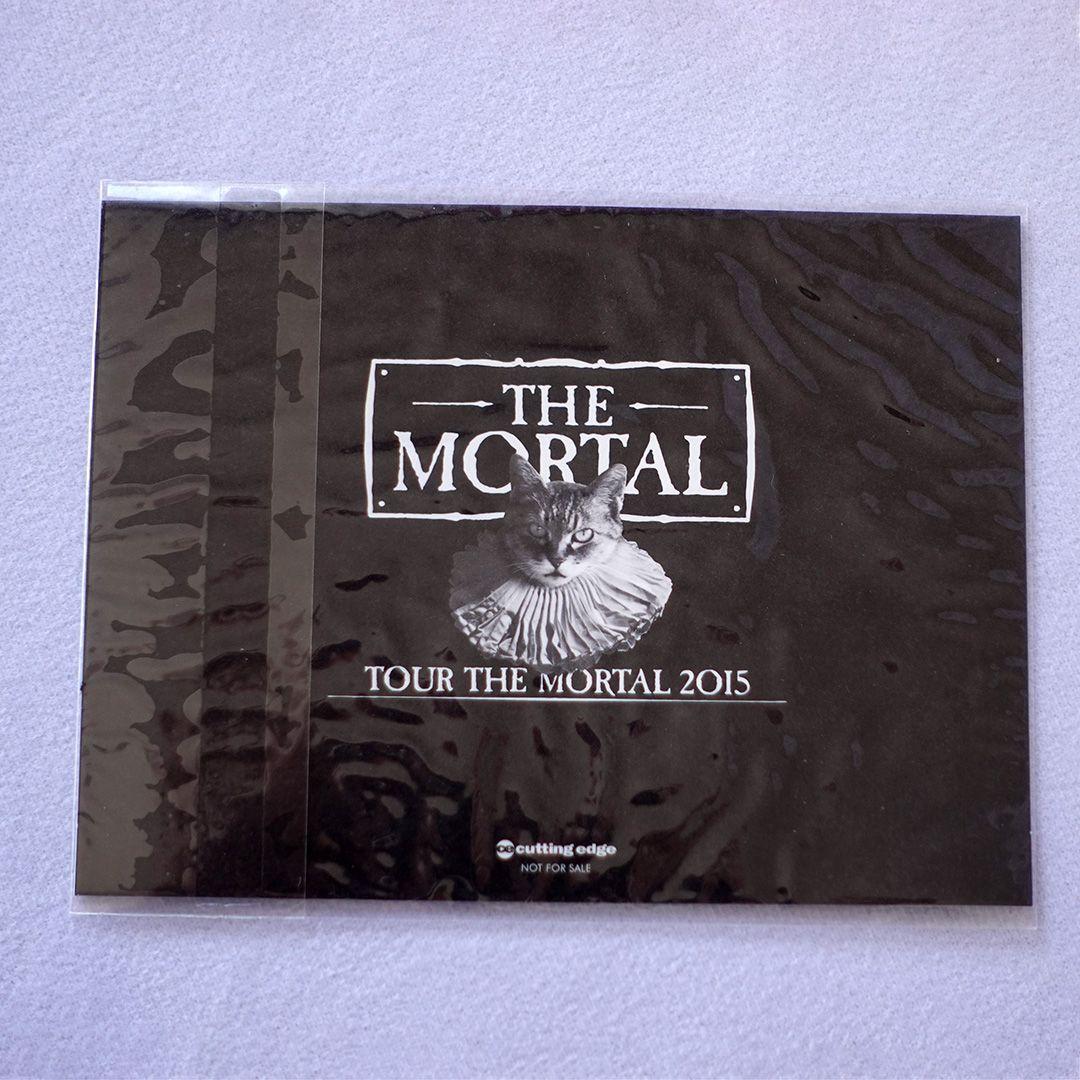 THE
MORTAL
TOUR THE MORTAL 2015
cutting edge
NOT FOR SALE